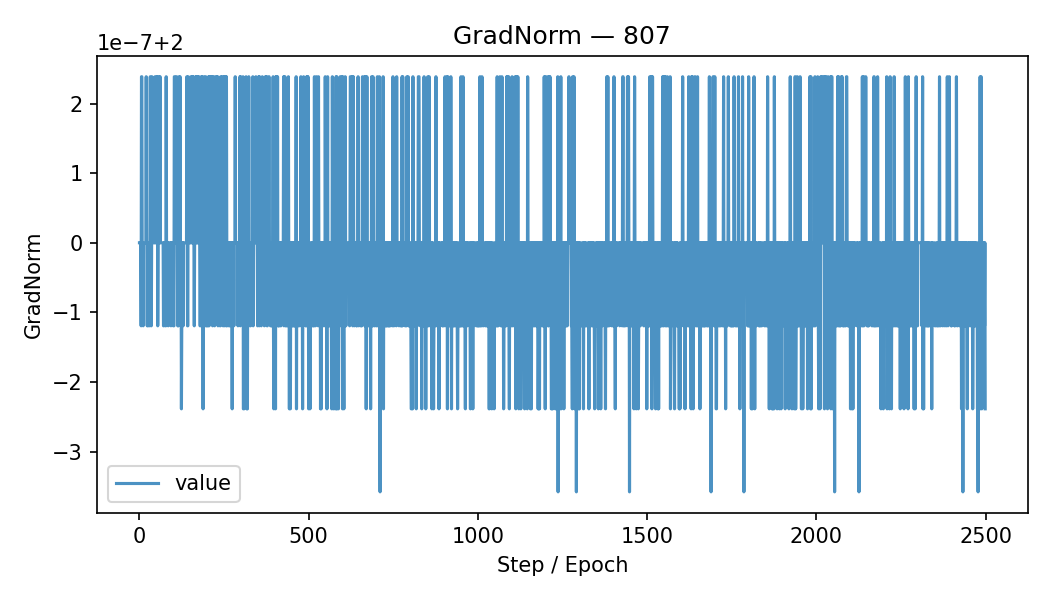 GradNorm — 807
1e−7+2
2
1
0
−1
−2
−3
GradNorm
value
0 500 1000 1500 2000 2500
Step / Epoch